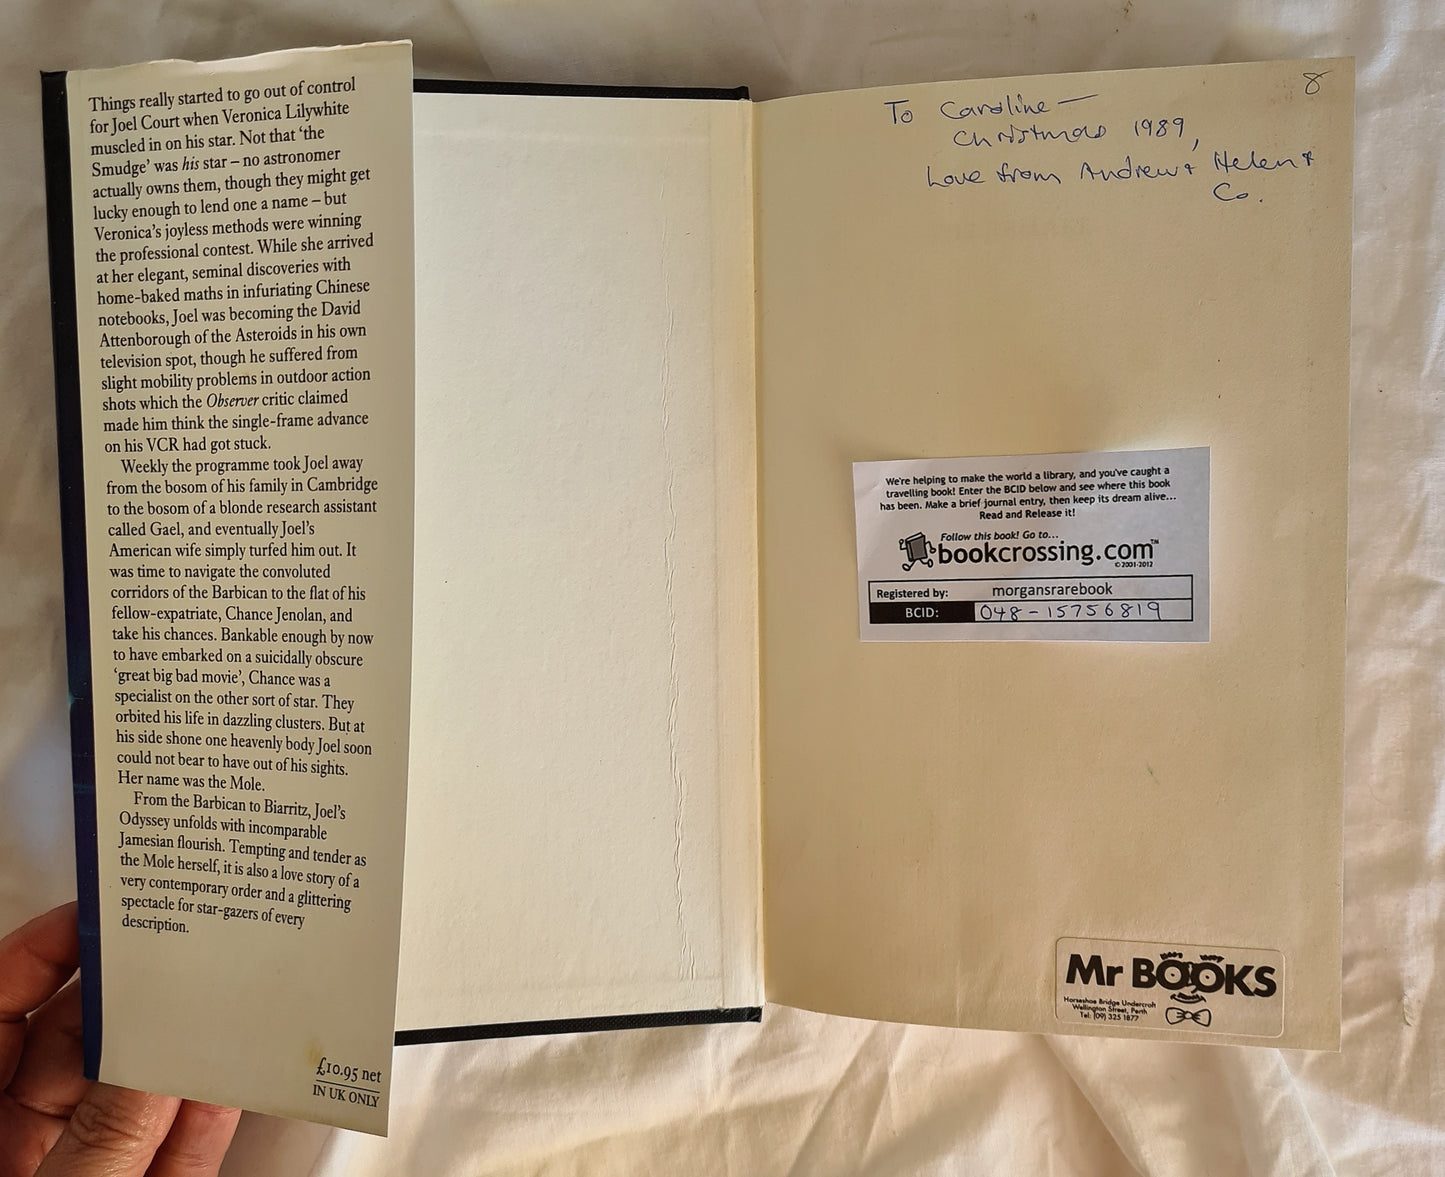 Things really started to go out of control
for Joel Court when Veronica Lilywhite
muscled in on his star. Not that ‘the
Smudge’ was his star – no astronomer
actually owns them, though they might get
lucky enough to lend one a name – but
Veronica’s joyless methods were winning
the professional contest. While she arrived
at her elegant, seminal discoveries with
home-baked maths in infuriating Chinese
notebooks, Joel was becoming the David
Attenborough of the Asteroids in his own
television spot, though he suffered from
slight mobility problems in outdoor action
shots which the Observer critic claimed
made him think the single-frame advance
on his VCR had got stuck.
Weekly the programme took Joel away
from the bosom of his family in Cambridge
to the bosom of a blonde research assistant
called Gael, and eventually Joel’s
American wife simply turfed him out. It
was time to navigate the convoluted
corridors of the Barbican to the flat of his
fellow-expatriate, Chance Jenolan, and
take his chances. Bankable enough by now
to have embarked on a suicidally obscure
‘great big bad movie’, Chance was a
specialist on the other sort of star. They
orbited his life in dazzling clusters. But at
his side shone one heavenly body Joel soon
could not bear to have out of his sights.
Her name was the Mole.
From the Barbican to Biarritz, Joel’s
Odyssey unfolds with incomparable
Jamesian flourish. Tempting and tender as
the Mole herself, it is also a love story of a
very contemporary order and a glittering
spectacle for star-gazers of every
description.
£10.95 net
IN UK ONLY
8
To Caroline —
Christmas 1989,
Love from Andrew & Helen &
Co.
We're helping to make the world a library, and you've caught a
travelling book! Enter the BCID below and see where this book
has been. Make a brief journal entry, then keep its dream alive...
Read and Release it!
Follow this book! Go to...
bookcrossing.com™
© 2001-2012
Registered by: morgansrarebook
BCID: 048-15756819
Mr BOOKS
Horseshoe Bridge Undercroft
Wellington Street, Perth
Tel: (09) 325 1877